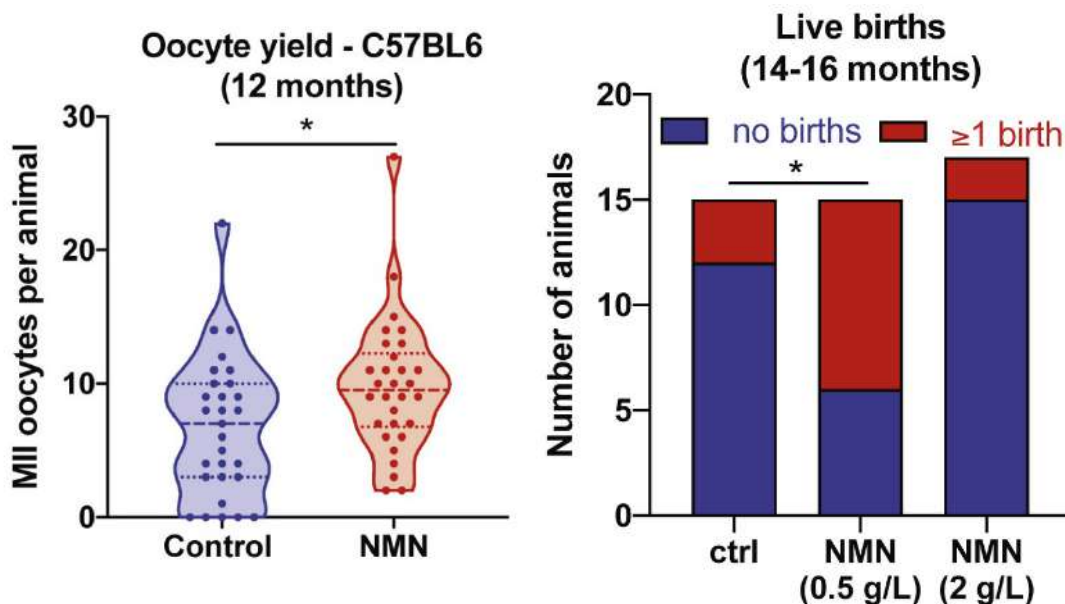 Oocyte yield - C57BL6
(12 months)
*
MII oocytes per animal
30
20
10
0
Control
NMN
Live births
(14-16 months)
no births
≥1 birth
*
Number of animals
20
15
10
5
0
ctrl
NMN
(0.5 g/L)
NMN
(2 g/L)